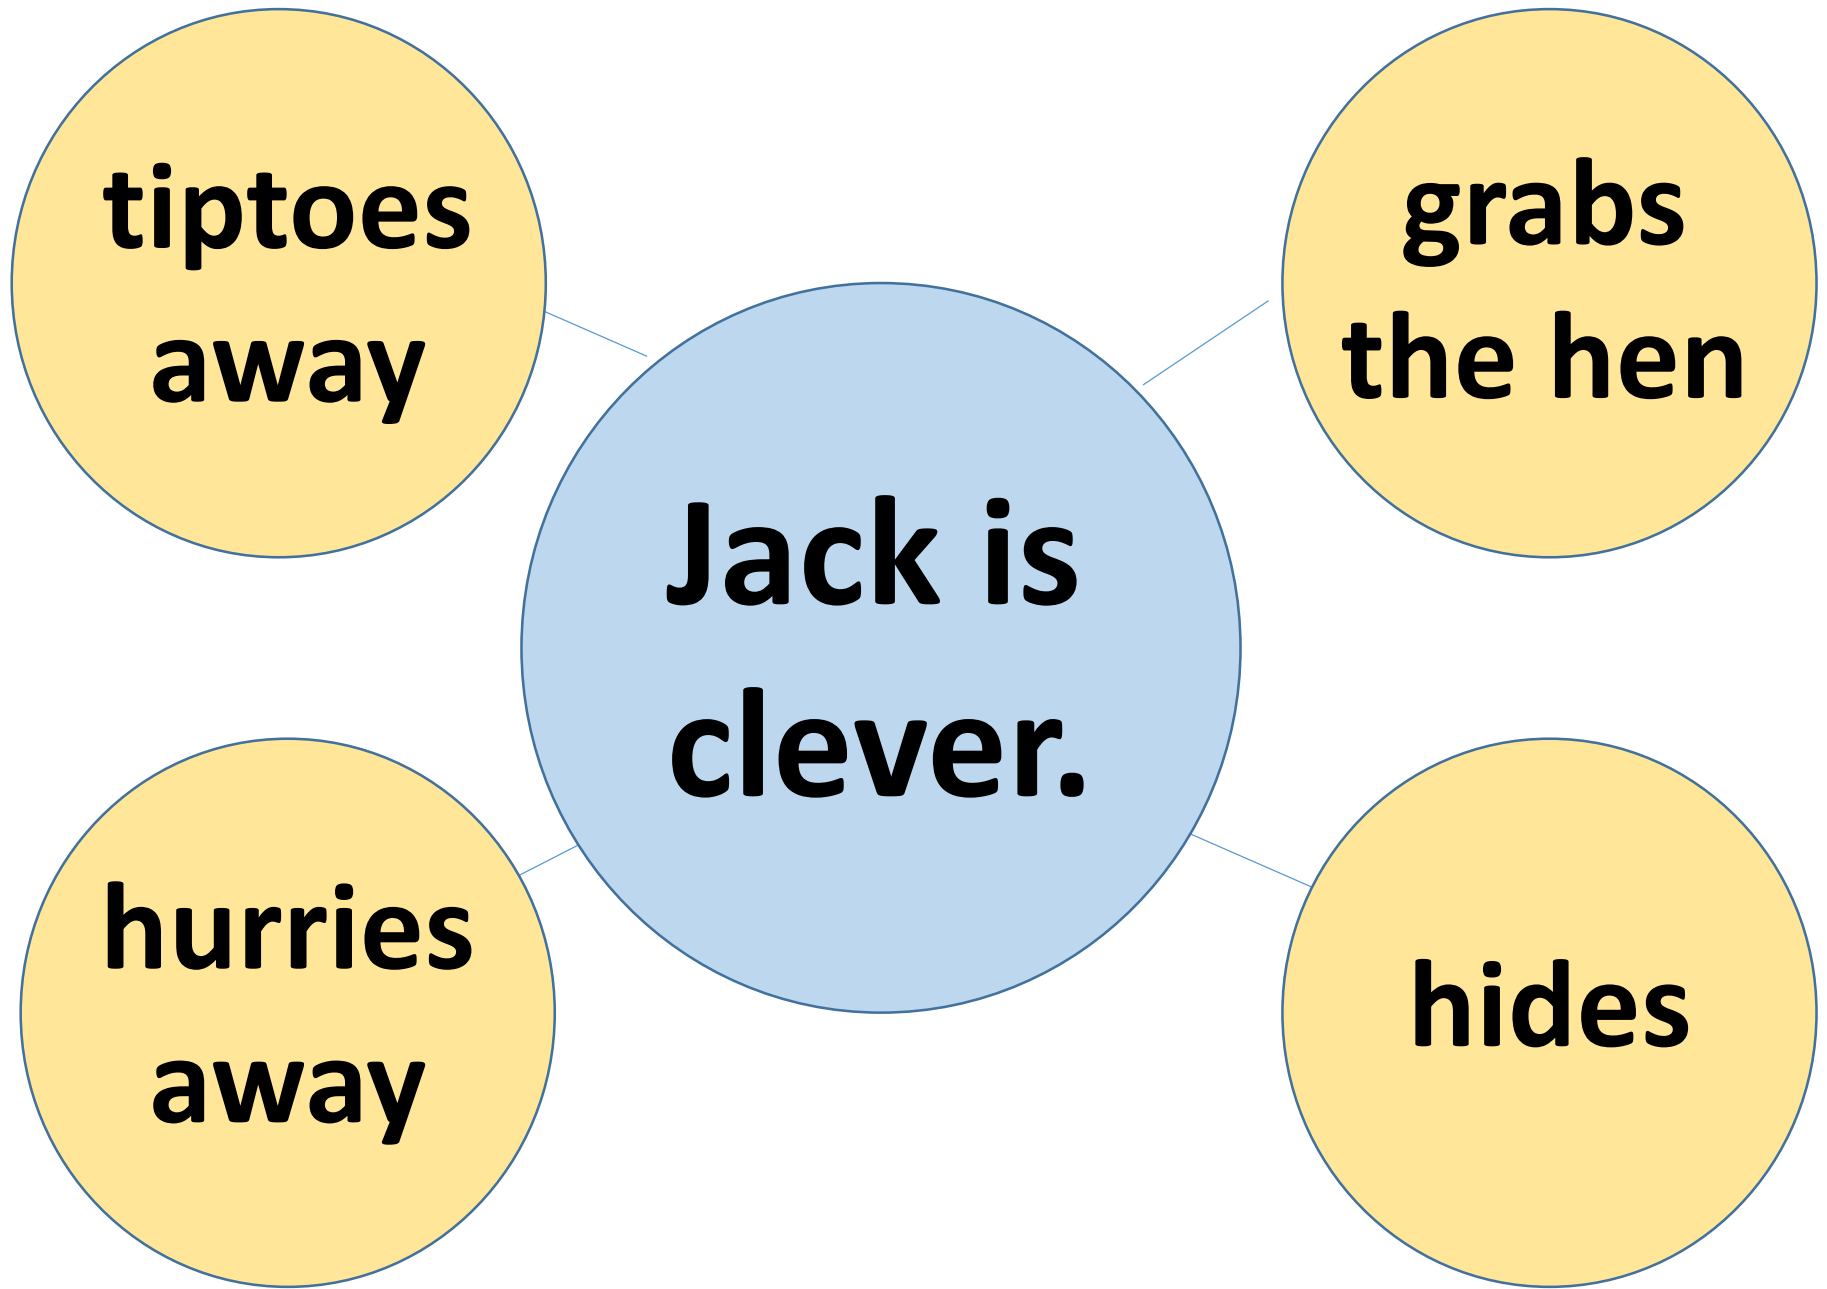 tiptoes
away
grabs
the hen
Jack is
clever.
hurries
away
hides